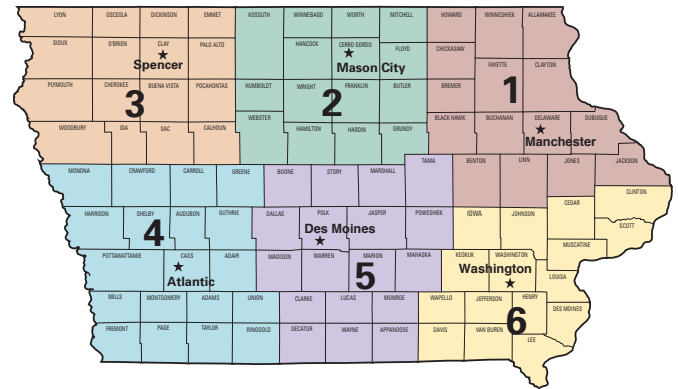 LYON OSCEOLA DICKINSON EMMET KOSSUTH WINNEBAGO WORTH MITCHELL HOWARD WINNESHIEK ALLAMAKEE
SIOUX O'BRIEN CLAY PALO ALTO HANCOCK CERRO GORDO FLOYD CHICKASAW
Spencer Mason City
FAYETTE CLAYTON
PLYMOUTH CHEROKEE BUENA VISTA POCAHONTAS HUMBOLDT WRIGHT FRANKLIN BUTLER BREMER
3 2 1
WEBSTER BLACK HAWK BUCHANAN DELAWARE DUBUQUE
WOODBURY IDA SAC CALHOUN HAMILTON HARDIN GRUNDY
Manchester
MONONA CRAWFORD CARROLL GREENE BOONE STORY MARSHALL TAMA BENTON LINN JONES JACKSON
CLINTON
CEDAR
HARRISON SHELBY AUDUBON GUTHRIE DALLAS POLK JASPER POWESHIEK IOWA JOHNSON
SCOTT
4 Des Moines
MUSCATINE
POTTAWATTAMIE CASS ADAIR MADISON WARREN MARION MAHASKA KEOKUK WASHINGTON
Washington
LOUISA
Atlantic 5
MILLS MONTGOMERY ADAMS UNION CLARKE LUCAS MONROE WAPELLO JEFFERSON HENRY
DES MOINES
6
FREMONT PAGE TAYLOR RINGGOLD DECATUR WAYNE APPANOOSE DAVIS VAN BUREN
LEE